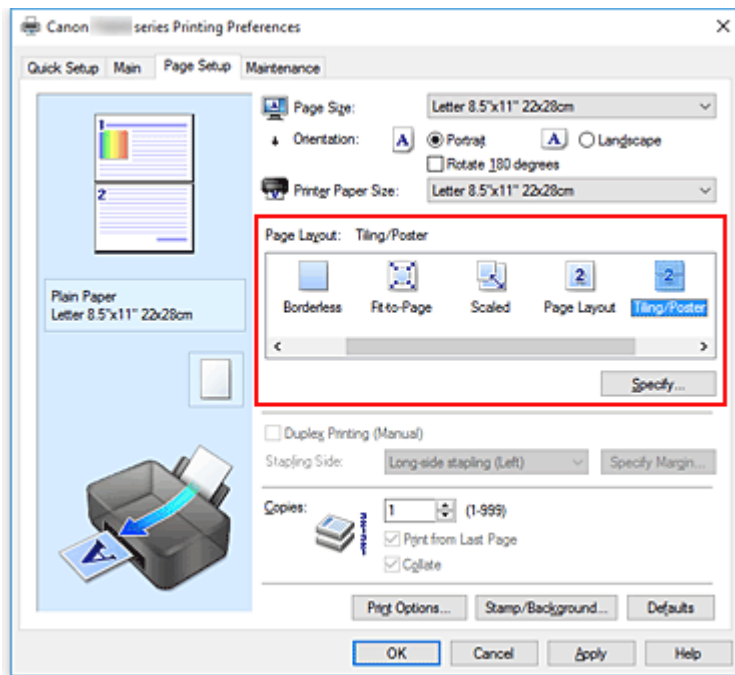 Canon series Printing Preferences
Quick Setup Main Page Setup Maintenance
1
2
Plain Paper
Letter 8.5"x11" 22x28cm
Page Size: Letter 8.5"x11" 22x28cm
Orientation: A Portrait A Landscape
Rotate 180 degrees
Printer Paper Size: Letter 8.5"x11" 22x28cm
Page Layout: Tiling/Poster
2 2
Borderless Fit-to-Page Scaled Page Layout Tiling/Poster
Specify...
Duplex Printing (Manual)
Stapling Side: Long-side stapling (Left) Specify Margin...
Copies: 1 (1-999)
Print from Last Page
Collate
Print Options... Stamp/Background... Defaults
OK Cancel Apply Help